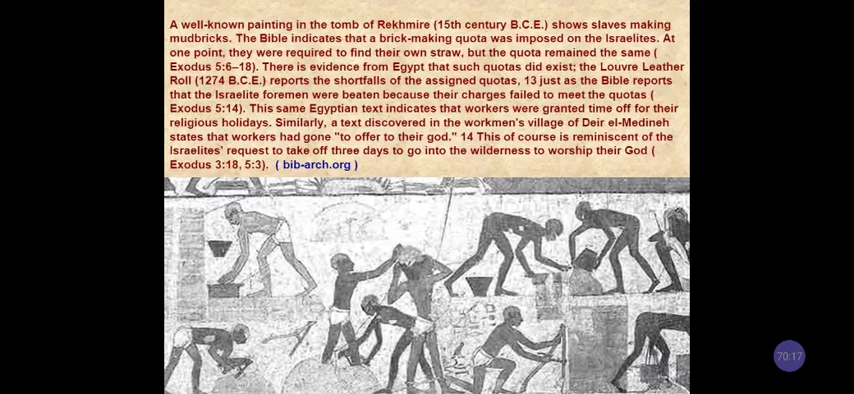 A well-known painting in the tomb of Rekhmire (15th century B.C.E.) shows slaves making
mudbricks. The Bible indicates that a brick-making quota was imposed on the Israelites. At
one point, they were required to find their own straw, but the quota remained the same (
Exodus 5:6–18). There is evidence from Egypt that such quotas did exist; the Louvre Leather
Roll (1274 B.C.E.) reports the shortfalls of the assigned quotas, 13 just as the Bible reports
that the Israelite foremen were beaten because their charges failed to meet the quotas (
Exodus 5:14). This same Egyptian text indicates that workers were granted time off for their
religious holidays. Similarly, a text discovered in the workmen's village of Deir el-Medineh
states that workers had gone "to offer to their god." 14 This of course is reminiscent of the
Israelites' request to take off three days to go into the wilderness to worship their God (
Exodus 3:18, 5:3). ( bib-arch.org )
70:17